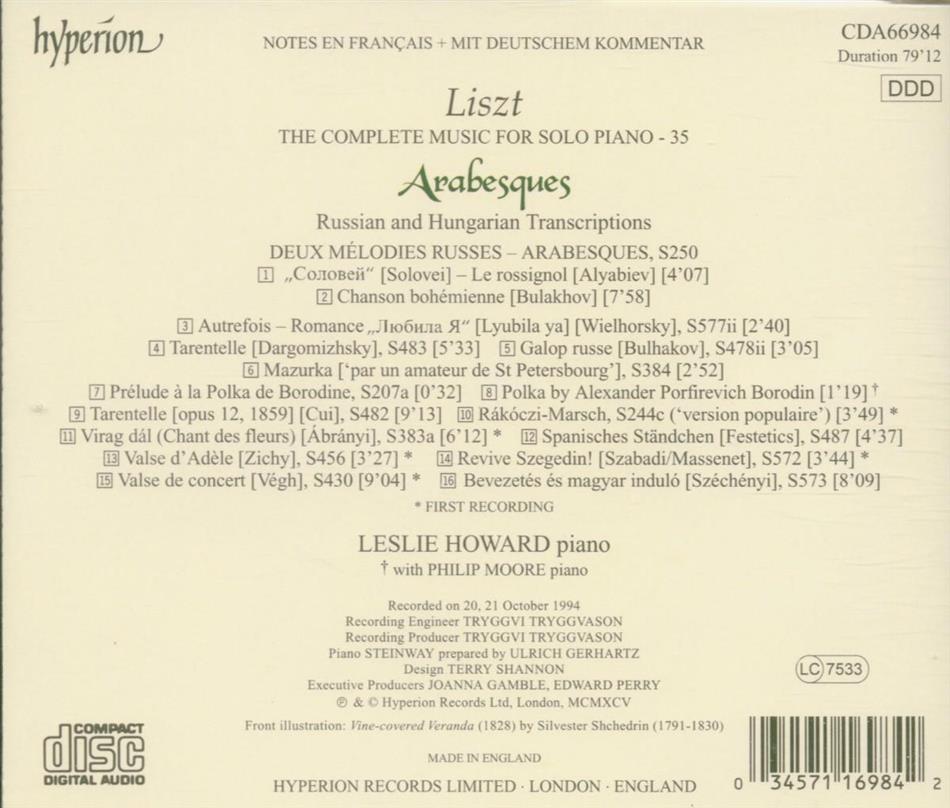 hyperion
NOTES EN FRANÇAIS + MIT DEUTSCHEM KOMMENTAR
CDA66984
Duration 79’12
DDD
Liszt
THE COMPLETE MUSIC FOR SOLO PIANO - 35
Arabesques
Russian and Hungarian Transcriptions
DEUX MÉLODIES RUSSES – ARABESQUES, S250
1 „Соловей“ [Solovei] – Le rossignol [Alyabiev] [4’07]
2 Chanson bohémienne [Bulakhov] [7’58]
3 Autrefois – Romance „Любила Я“ [Lyubila ya] [Wielhorsky], S577ii [2’40]
4 Tarentelle [Dargomizhsky], S483 [5’33] 5 Galop russe [Bulhakov], S478ii [3’05]
6 Mazurka [‘par un amateur de St Petersbourg’], S384 [2’52]
7 Prélude à la Polka de Borodine, S207a [0’32] 8 Polka by Alexander Porfirevich Borodin [1’19] †
9 Tarentelle [opus 12, 1859] [Cui], S482 [9’13] 10 Rákóczi-Marsch, S244c (‘version populaire’) [3’49] *
11 Virag dál (Chant des fleurs) [Ábrányi], S383a [6’12] * 12 Spanisches Ständchen [Festetics], S487 [4’37]
13 Valse d’Adèle [Zichy], S456 [3’27] * 14 Revive Szegedin! [Szabadi/Massenet], S572 [3’44] *
15 Valse de concert [Végh], S430 [9’04] * 16 Bevezetés és magyar induló [Széchényi], S573 [8’09]
* FIRST RECORDING
LESLIE HOWARD piano
† with PHILIP MOORE piano
Recorded on 20, 21 October 1994
Recording Engineer TRYGGVI TRYGGVASON
Recording Producer TRYGGVI TRYGGVASON
Piano STEINWAY prepared by ULRICH GERHARTZ
Design TERRY SHANNON
Executive Producers JOANNA GAMBLE, EDWARD PERRY
℗ & © Hyperion Records Ltd, London, MCMXCV
LC 7533
Front illustration: Vine-covered Veranda (1828) by Silvester Shchedrin (1791-1830)
COMPACT
disc
DIGITAL AUDIO
MADE IN ENGLAND
HYPERION RECORDS LIMITED · LONDON · ENGLAND
0 34571 16984 2